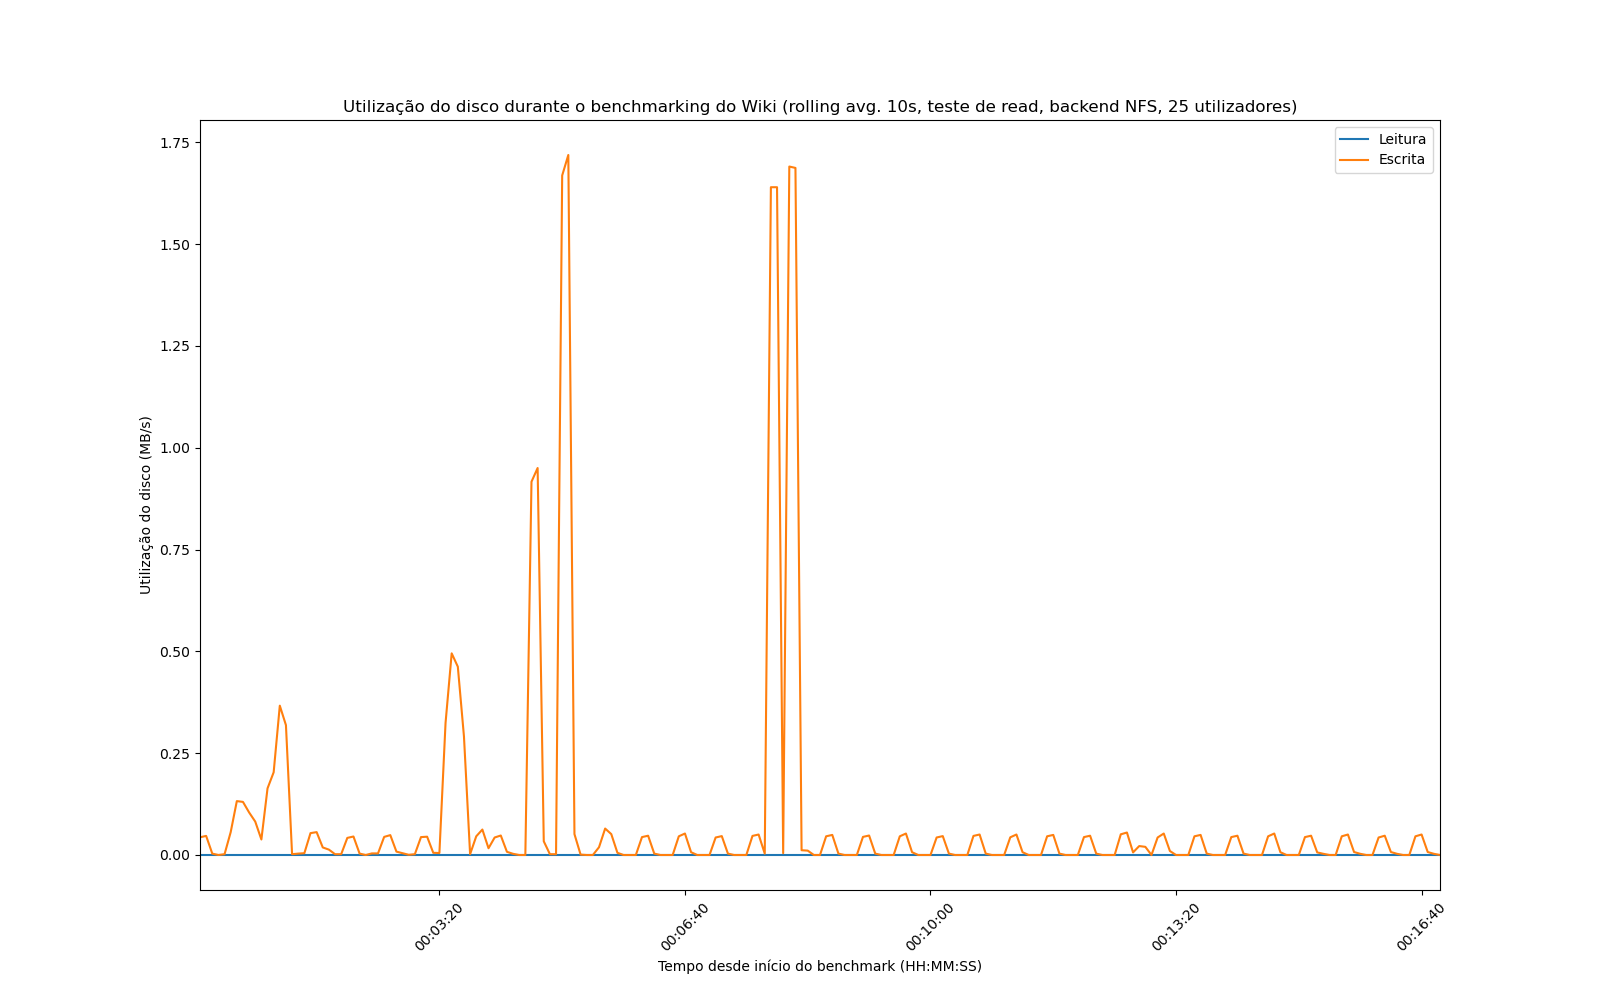 Utilização do disco durante o benchmarking do Wiki (rolling avg. 10s, teste de read, backend NFS, 25 utilizadores)
Leitura
Escrita
Utilização do disco (MB/s)
1.75
1.50
1.25
1.00
0.75
0.50
0.25
0.00
00:03:20
00:06:40
00:10:00
00:13:20
00:16:40
Tempo desde início do benchmark (HH:MM:SS)